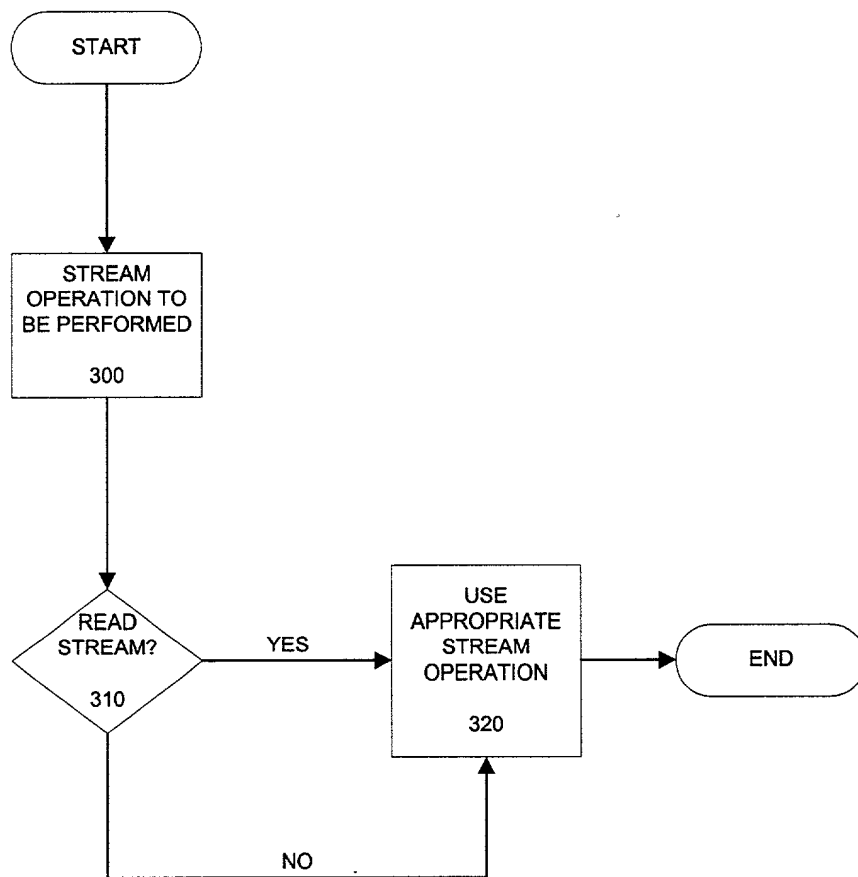 START
STREAM
OPERATION TO
BE PERFORMED
300
READ
STREAM?
310
YES
USE
APPROPRIATE
STREAM
OPERATION
320
END
NO